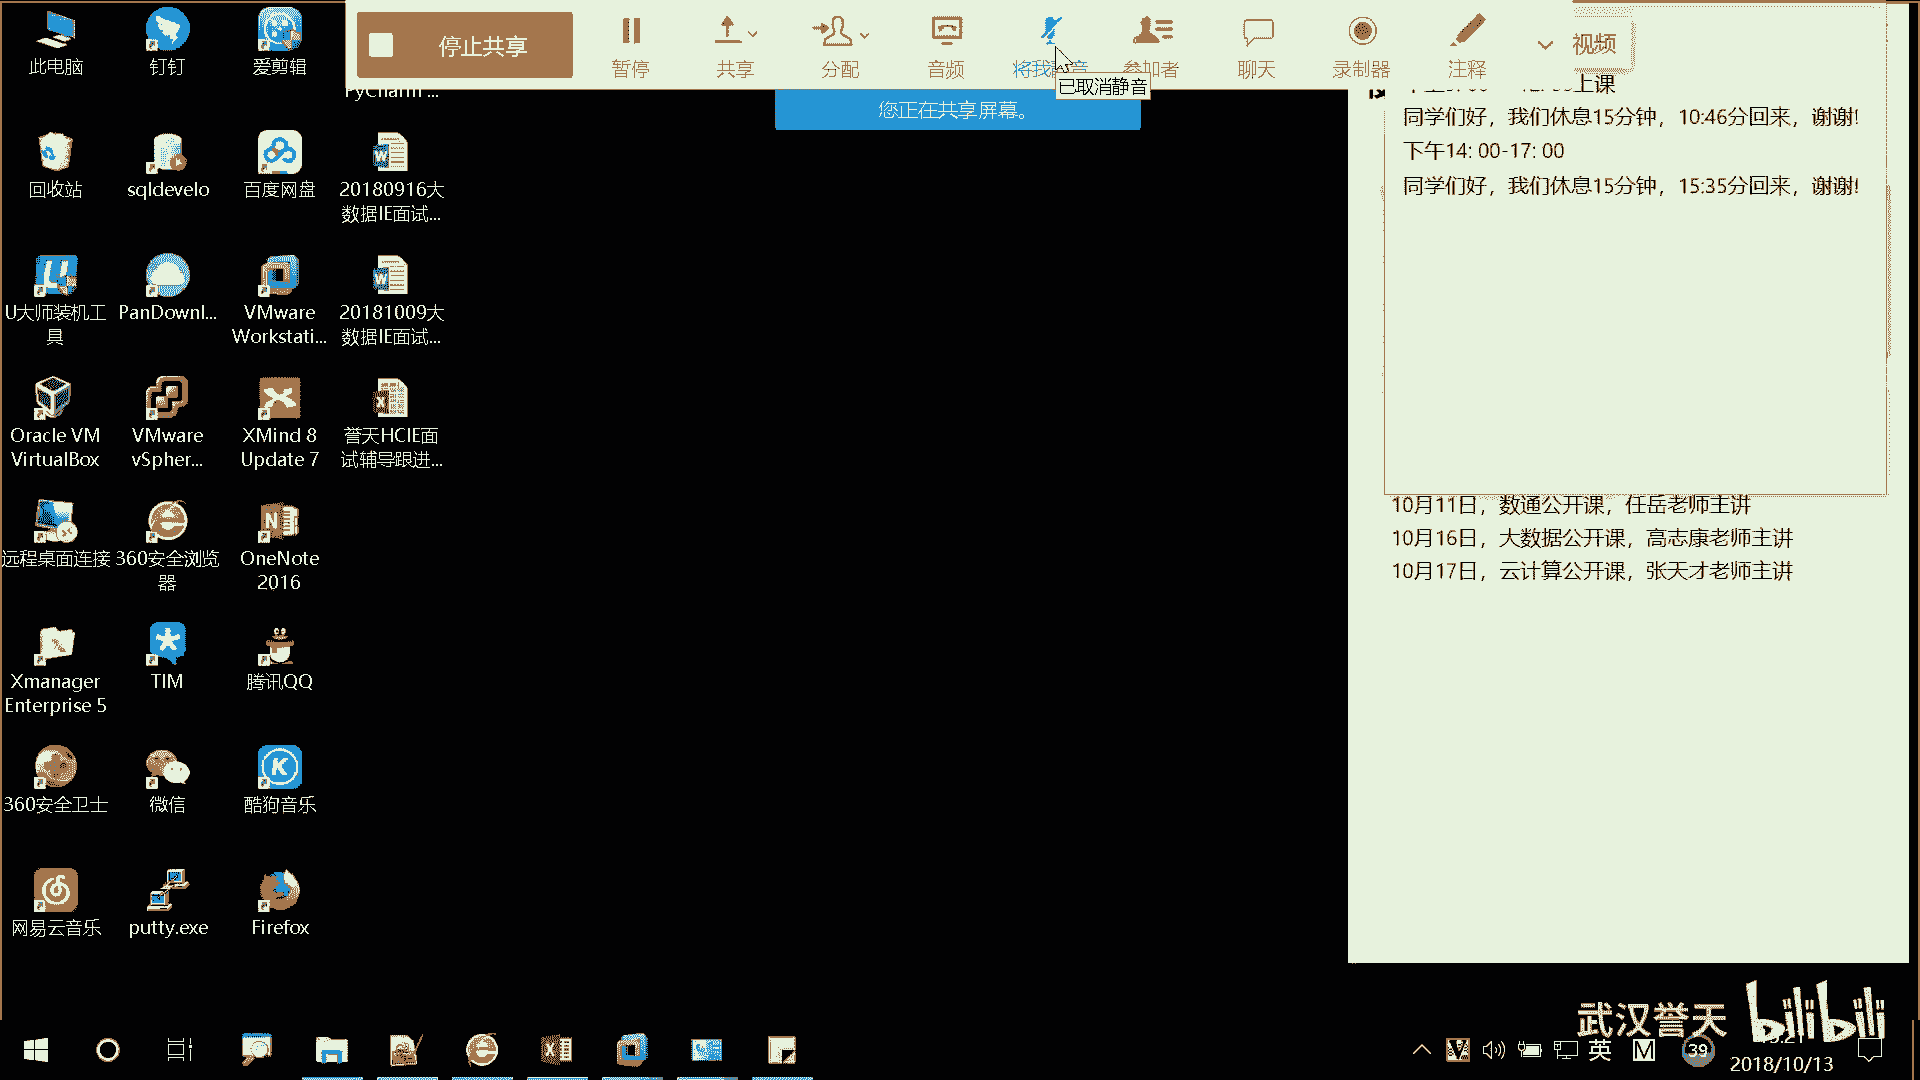 停止共享
暂停
共享
分配
音频
将我静音
参加者
聊天
录制器
注释
视频
已取消静音
您正在共享屏幕。
此电脑
钉钉
爱剪辑
PyCharm ...
回收站
sqldevelo
百度网盘
20180916大
数据IE面试...
U大师装机工
具
PanDownl...
VMware
Workstati...
20181009大
数据IE面试...
Oracle VM
VirtualBox
VMware
vSpher...
XMind 8
Update 7
誉天HCIE面
试辅导跟进...
远程桌面连接
360安全浏览
器
OneNote
2016
Xmanager
Enterprise 5
TIM
腾讯QQ
360安全卫士
微信
酷狗音乐
网易云音乐
putty.exe
Firefox
上课
同学们好，我们休息15分钟，10:46分回来，谢谢!
下午14: 00-17: 00
同学们好，我们休息15分钟，15:35分回来，谢谢!
10月11日，数通公开课，任岳老师主讲
10月16日，大数据公开课，高志康老师主讲
10月17日，云计算公开课，张天才老师主讲
武汉誉天
bilibili
英
M
39
2018/10/13